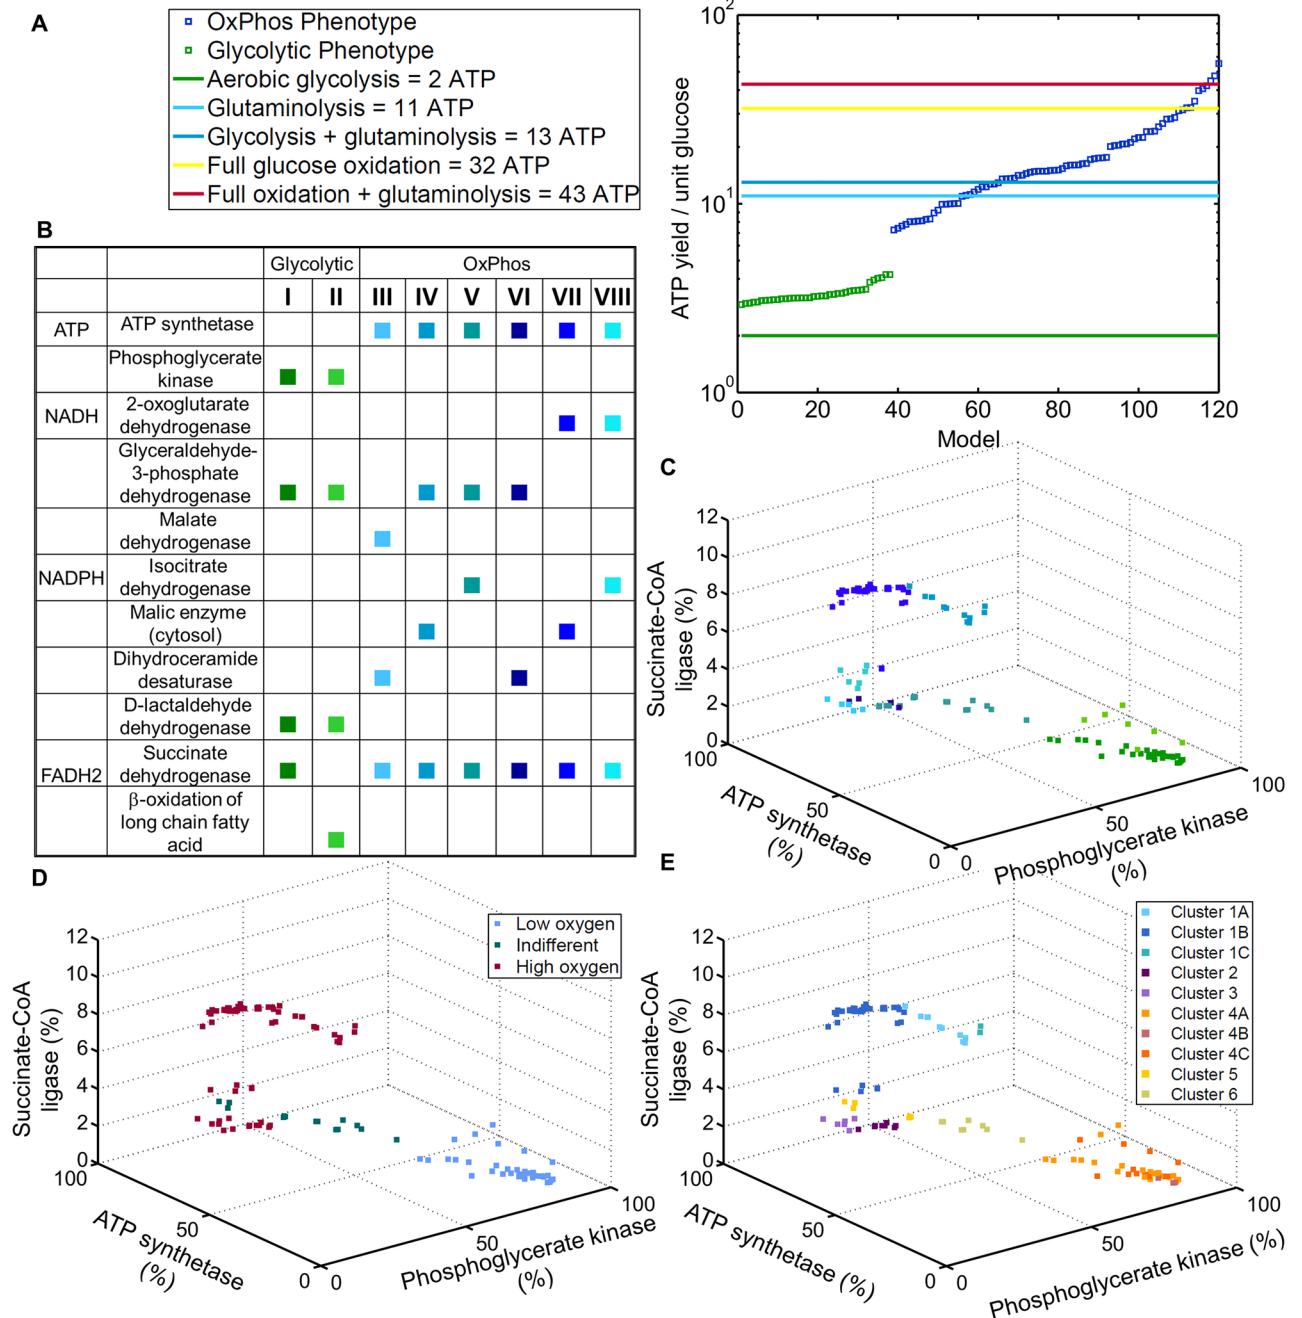 A
OxPhos Phenotype
Glycolytic Phenotype
Aerobic glycolysis = 2 ATP
Glutaminolysis = 11 ATP
Glycolysis + glutaminolysis = 13 ATP
Full glucose oxidation = 32 ATP
Full oxidation + glutaminolysis = 43 ATP
ATP yield / unit glucose
10²
10¹
10⁰
0 20 40 60 80 100 120
Model
B
Glycolytic OxPhos
I II III IV V VI VII VIII
ATP ATP synthetase
Phosphoglycerate
kinase
NADH 2-oxoglutarate
dehydrogenase
Glyceraldehyde-
3-phosphate
dehydrogenase
Malate
dehydrogenase
NADPH Isocitrate
dehydrogenase
Malic enzyme
(cytosol)
Dihydroceramide
desaturase
D-lactaldehyde
dehydrogenase
FADH2 Succinate
dehydrogenase
β-oxidation of
long chain fatty
acid
C
Succinate-CoA
ligase (%)
12
10
8
6
4
2
0
100
50
0
ATP synthetase
(%)
0
50
100
Phosphoglycerate kinase
(%)
D
Low oxygen
Indifferent
High oxygen
Succinate-CoA
ligase (%)
12
10
8
6
4
2
0
100
50
0
ATP synthetase
(%)
0
50
100
Phosphoglycerate kinase
(%)
E
Cluster 1A
Cluster 1B
Cluster 1C
Cluster 2
Cluster 3
Cluster 4A
Cluster 4B
Cluster 4C
Cluster 5
Cluster 6
Succinate-CoA
ligase (%)
12
10
8
6
4
2
0
100
50
0
ATP synthetase (%)
0
50
100
Phosphoglycerate kinase (%)